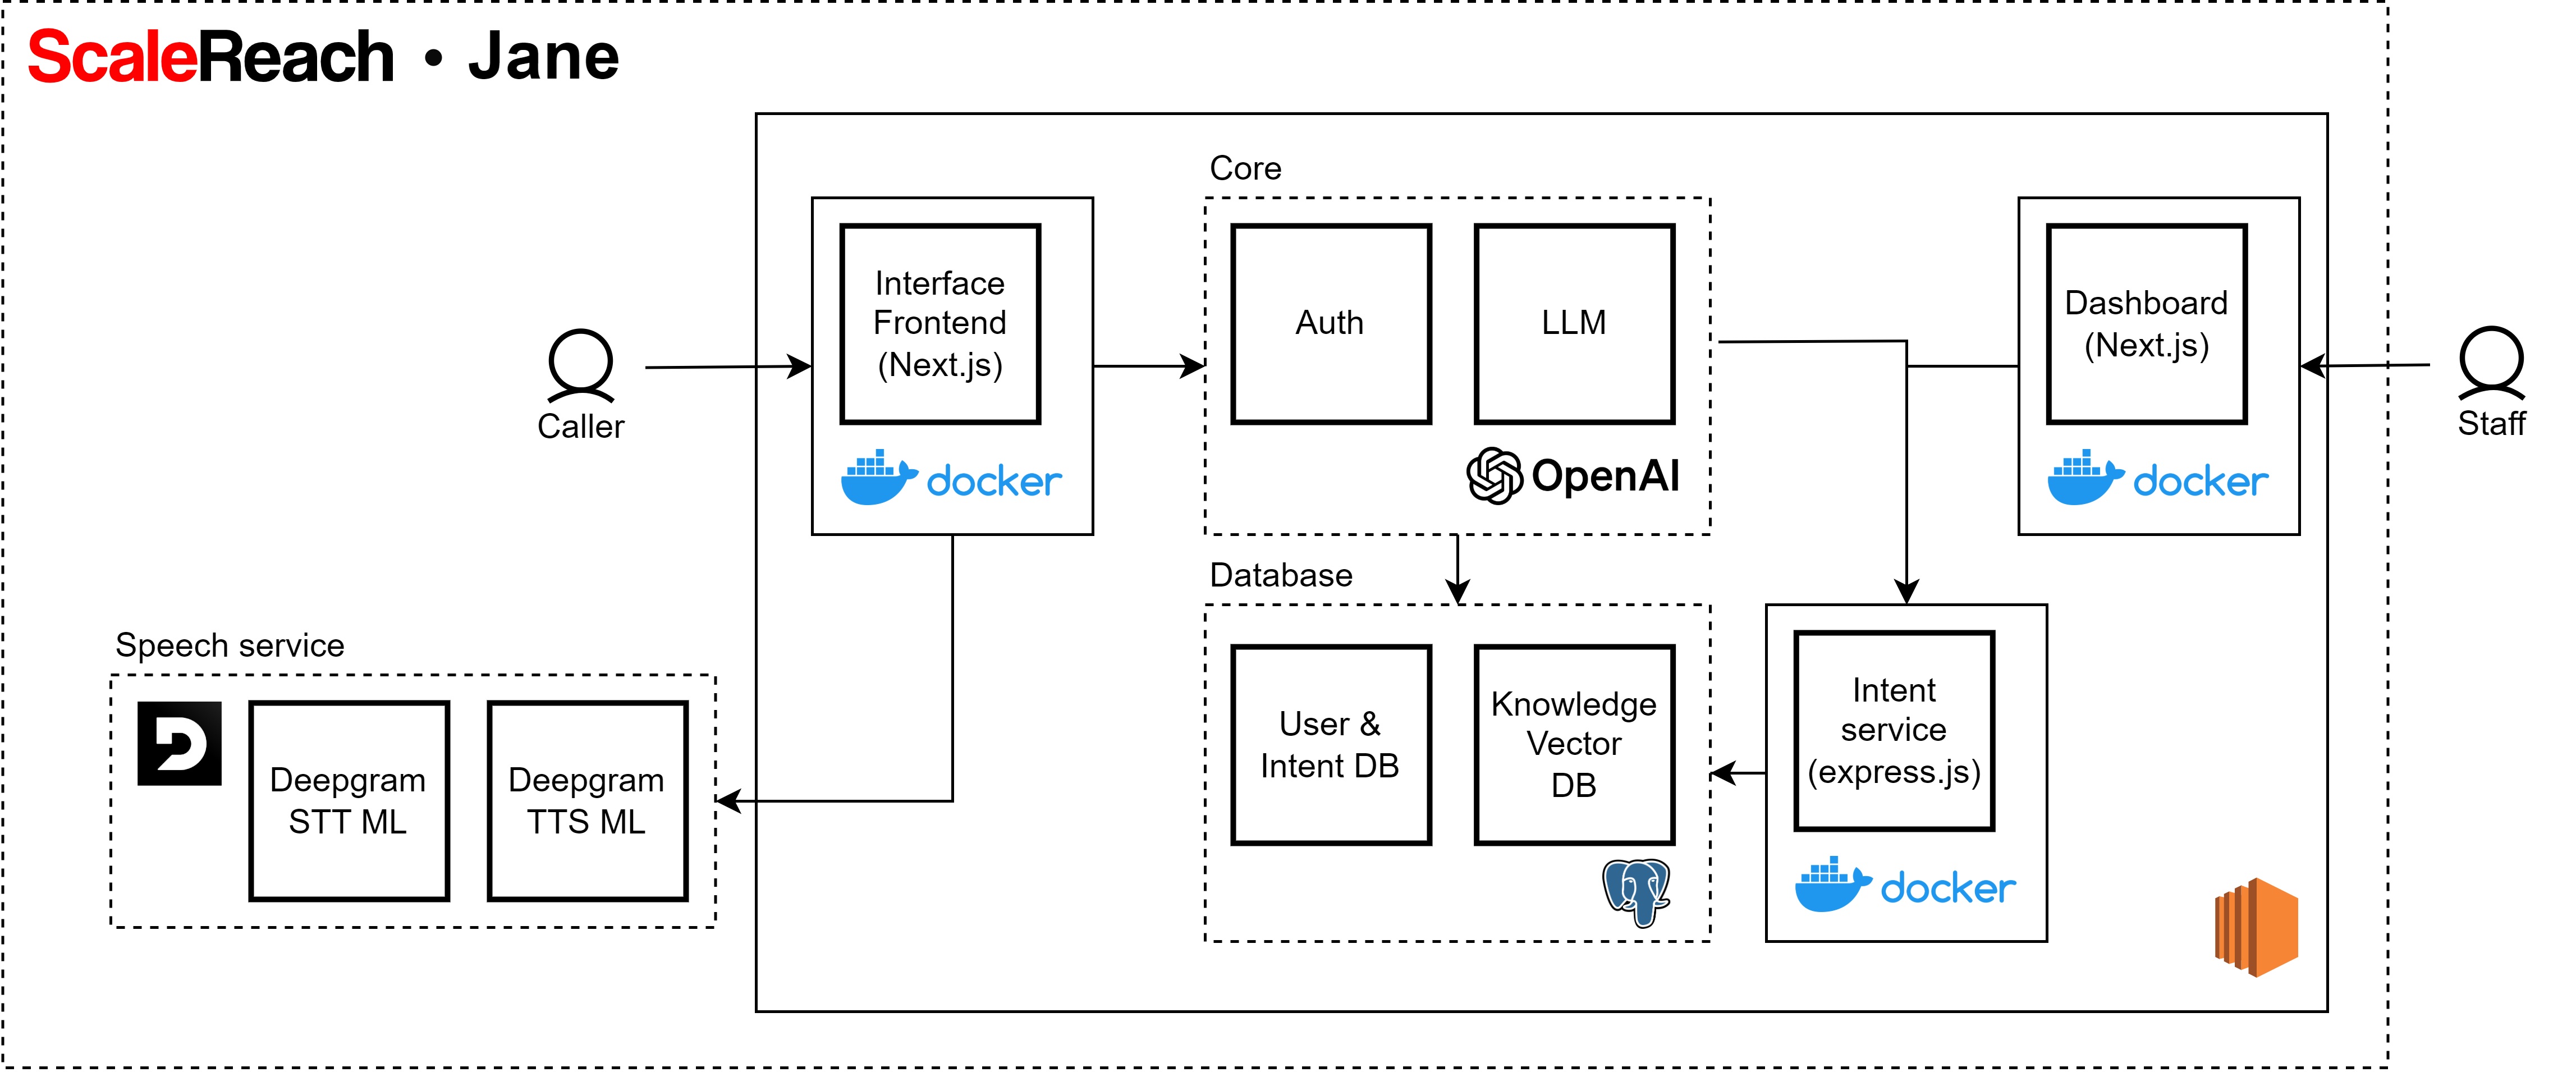 ScaleReach • Jane
Core
Interface
Frontend
(Next.js)
docker
Auth
LLM
OpenAI
Dashboard
(Next.js)
docker
Caller
Staff
Speech service
Deepgram
STT ML
Deepgram
TTS ML
Database
User &
Intent DB
Knowledge
Vector
DB
Intent
service
(express.js)
docker